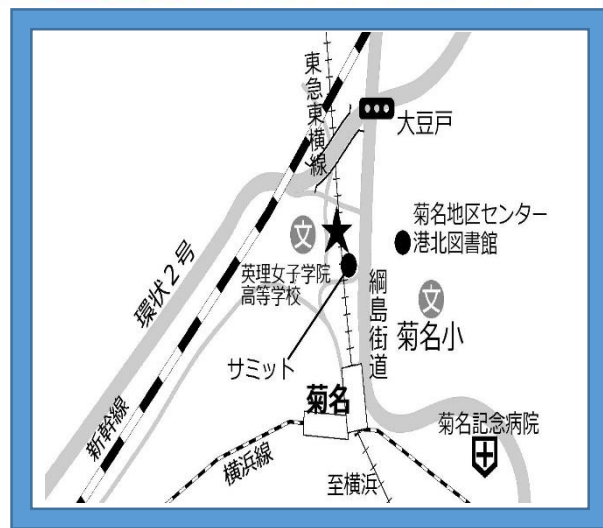 東急東横線
大豆戸
菊名地区センター
港北図書館
文
英理女子学院
高等学校
環状2号
綱島街道
文
菊名小
サミット
新幹線
菊名
菊名記念病院
横浜線
至横浜